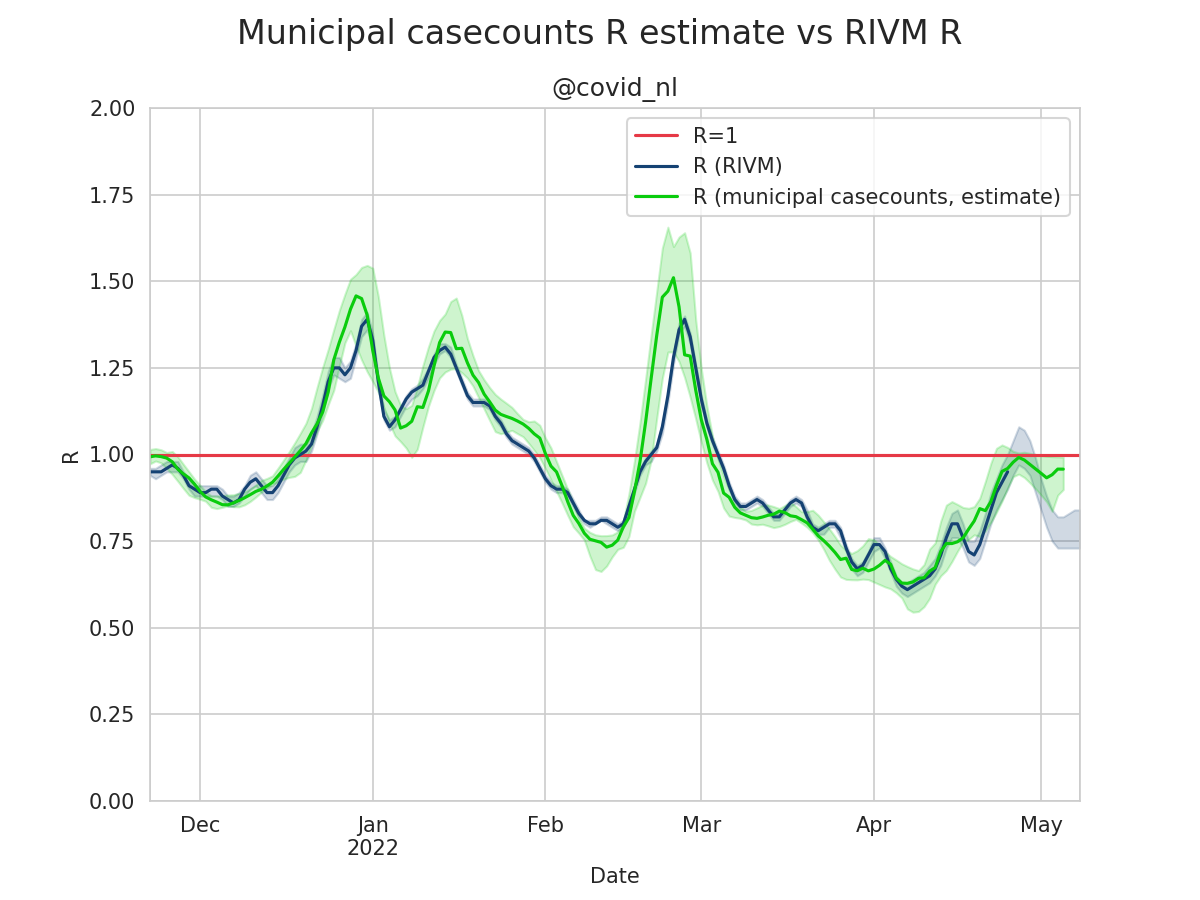 Municipal casecounts R estimate vs RIVM R
@covid_nl
2.00
1.75
1.50
1.25
1.00
0.75
0.50
0.25
0.00
R
R=1
R (RIVM)
R (municipal casecounts, estimate)
Dec
Jan
2022
Feb
Mar
Apr
May
Date